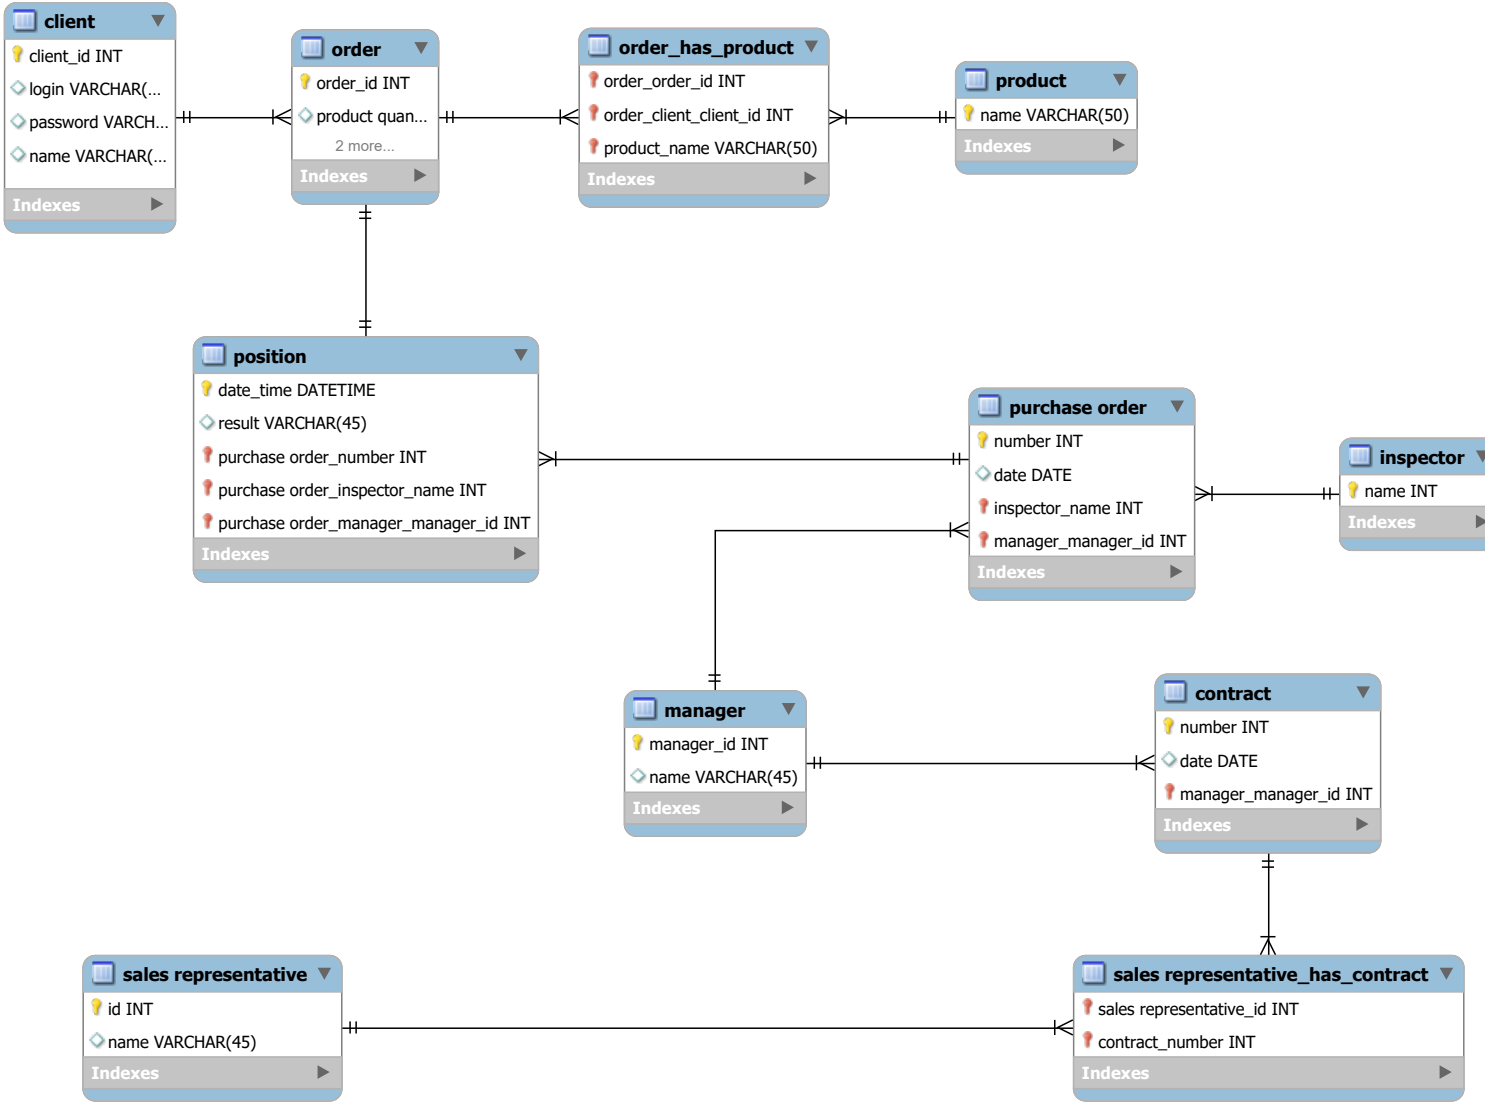 client
client_id INT
login VARCHAR(...
password VARCH...
name VARCHAR(...
Indexes
order
order_id INT
product quan...
2 more...
Indexes
order_has_product
order_order_id INT
order_client_client_id INT
product_name VARCHAR(50)
Indexes
product
name VARCHAR(50)
Indexes
position
date_time DATETIME
result VARCHAR(45)
purchase order_number INT
purchase order_inspector_name INT
purchase order_manager_manager_id INT
Indexes
purchase order
number INT
date DATE
inspector_name INT
manager_manager_id INT
Indexes
inspector
name INT
Indexes
manager
manager_id INT
name VARCHAR(45)
Indexes
contract
number INT
date DATE
manager_manager_id INT
Indexes
sales representative
id INT
name VARCHAR(45)
Indexes
sales representative_has_contract
sales representative_id INT
contract_number INT
Indexes